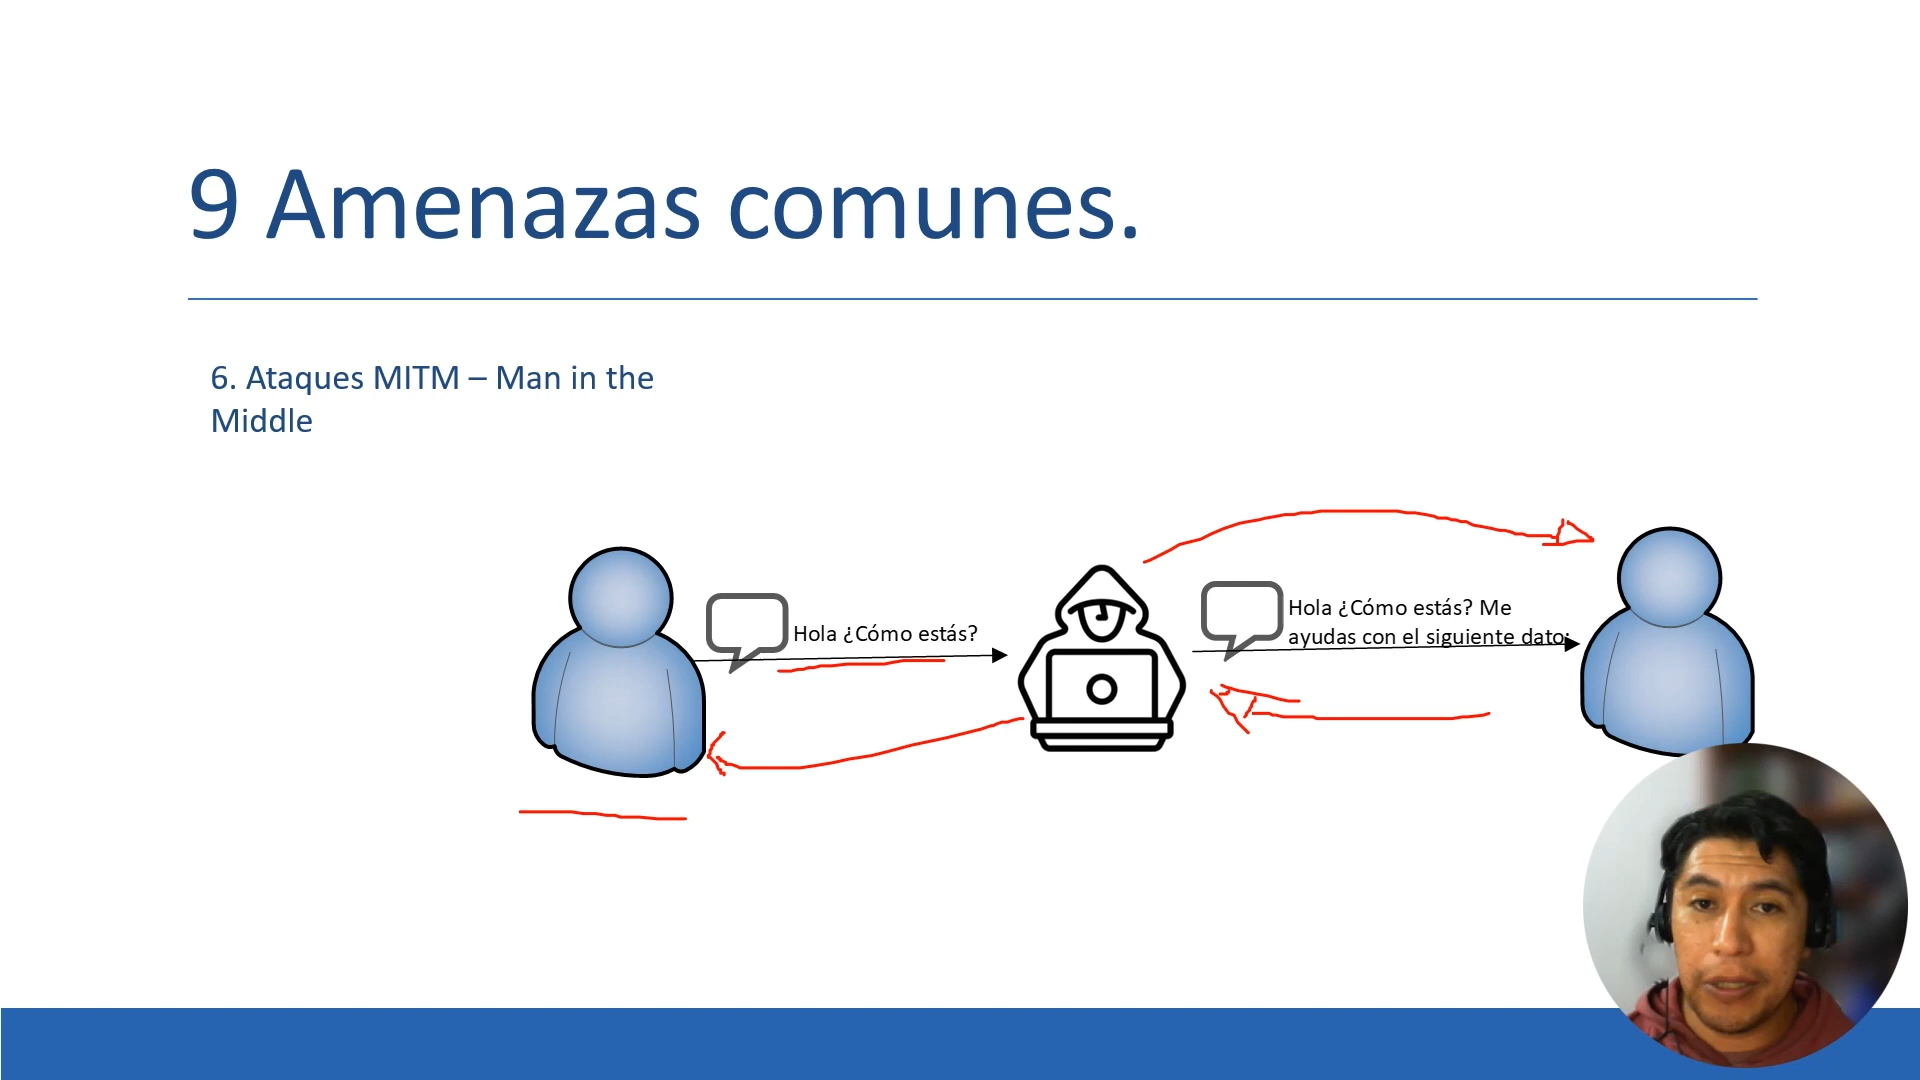 9 Amenazas comunes.
6. Ataques MITM – Man in the
Middle
Hola ¿Cómo estás?
Hola ¿Cómo estás? Me
ayudas con el siguiente dato: